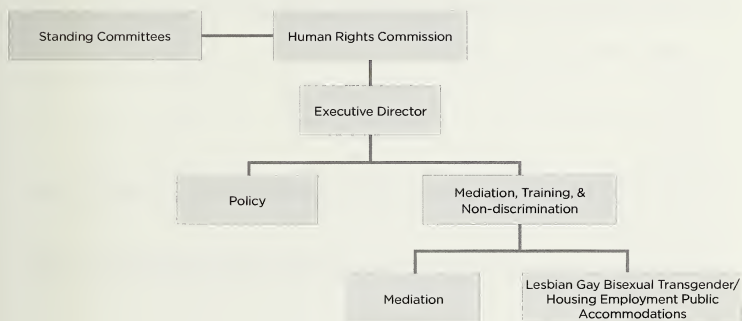 Standing Committees
Human Rights Commission
Executive Director
Policy
Mediation, Training, &
Non-discrimination
Mediation
Lesbian Gay Bisexual Transgender/
Housing Employment Public
Accommodations